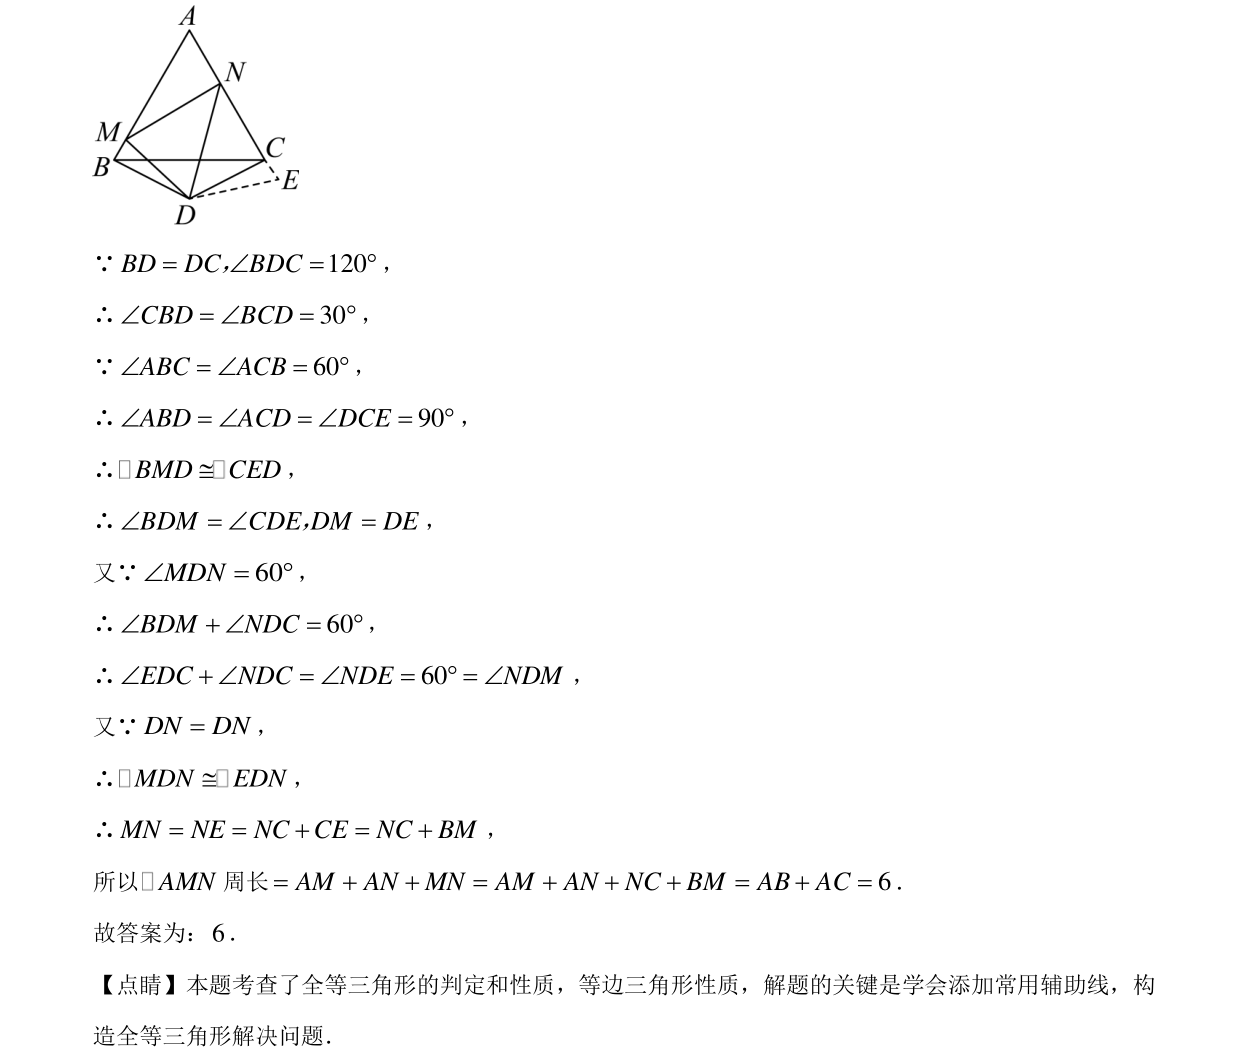 A
N
M
C
B
E
D
∵BD=DC,∠BDC=120°，
∴∠CBD=∠BCD=30°，
∵∠ABC=∠ACB=60°，
∴∠ABD=∠ACD=∠DCE=90°，
∴□BMD≌□CED，
∴∠BDM=∠CDE,DM=DE，
又∵∠MDN=60°，
∴∠BDM+∠NDC=60°，
∴∠EDC+∠NDC=∠NDE=60°=∠NDM，
又∵DN=DN，
∴□MDN≌□EDN，
∴MN=NE=NC+CE=NC+BM，
所以□AMN周长=AM+AN+MN=AM+AN+NC+BM=AB+AC=6．
故答案为：6．
【点睛】本题考查了全等三角形的判定和性质，等边三角形性质，解题的关键是学会添加常用辅助线，构
造全等三角形解决问题．